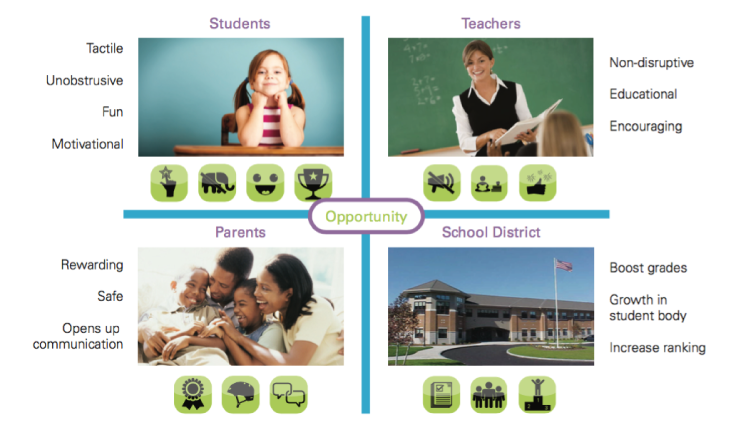 Students
Tactile
Unobstrusive
Fun
Motivational
Teachers
Non-disruptive
Educational
Encouraging
Opportunity
Parents
Rewarding
Safe
Opens up
communication
School District
Boost grades
Growth in
student body
Increase ranking